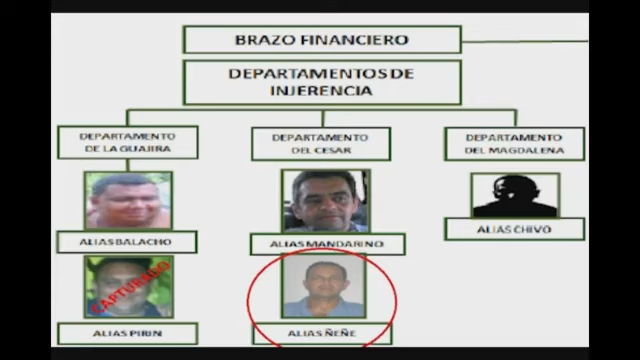 BRAZO FINANCIERO
DEPARTAMENTOS DE
INJERENCIA
DEPARTAMENTO
DE LA GUAJIRA
DEPARTAMENTO
DEL CESAR
DEPARTAMENTO
DEL MAGDALENA
ALIAS BALACHO
ALIAS MANDARINO
ALIAS CHIVO
CAPTURADO
ALIAS PIRIN
ALIAS ÑEÑE